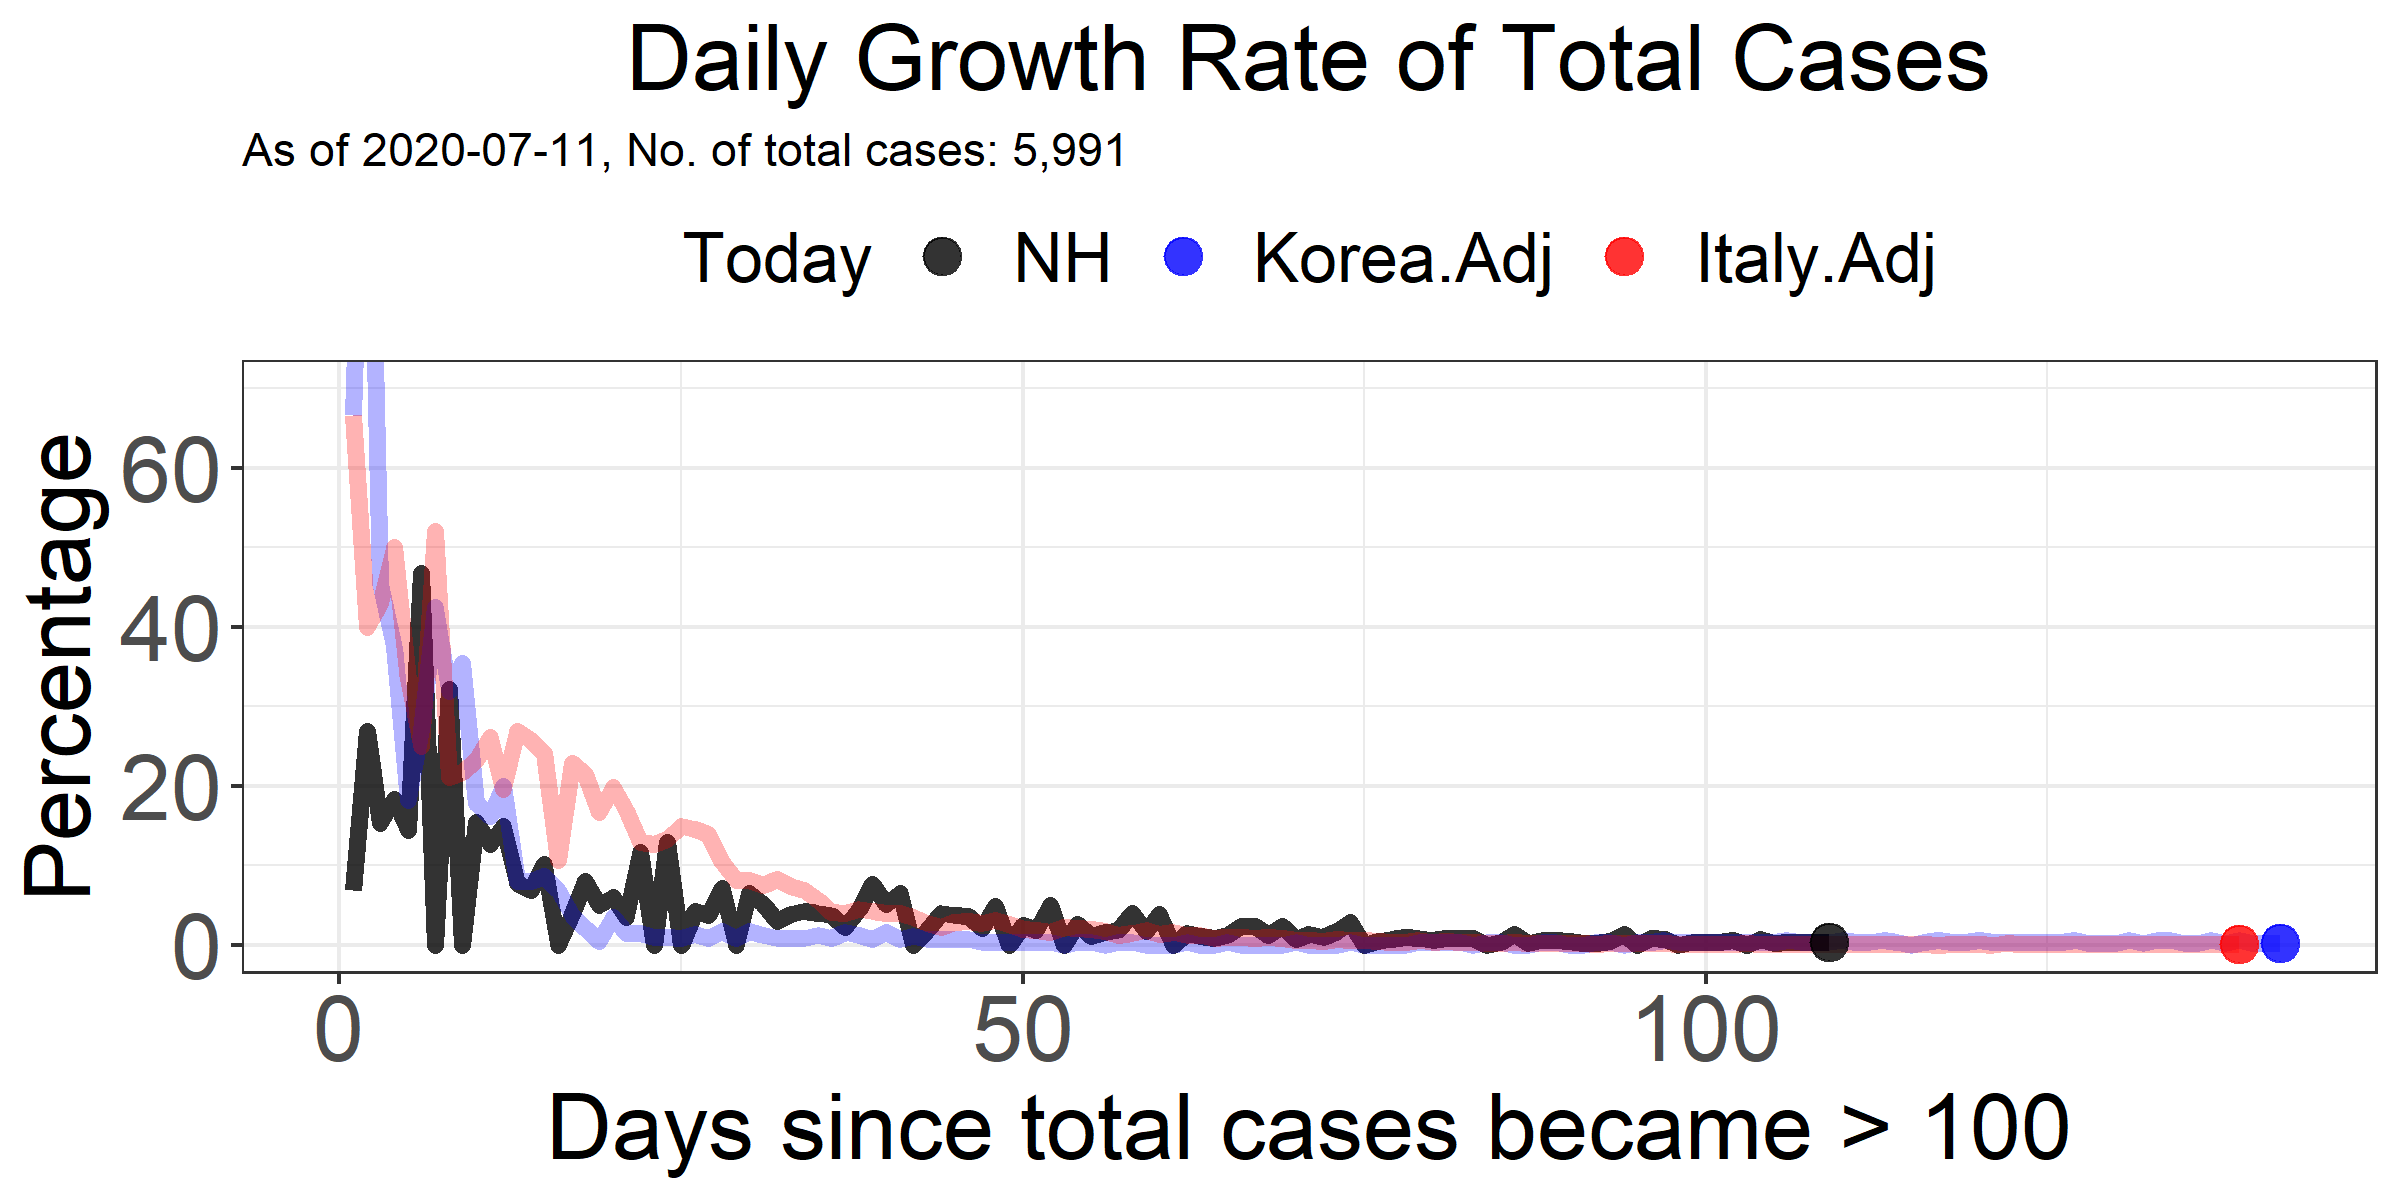 Daily Growth Rate of Total Cases
As of 2020-07-11, No. of total cases: 5,991
Today NH Korea.Adj Italy.Adj
Percentage
60
40
20
0
0 50 100
Days since total cases became > 100